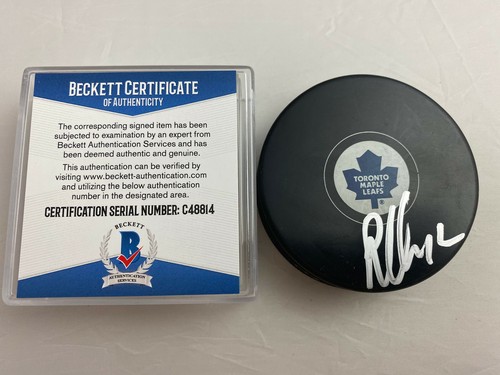 BECKETT CERTIFICATE
OF AUTHENTICITY
The corresponding signed item has been
subjected to examination by an expert from
Beckett Authentication Services and has
been deemed authentic and genuine.
This authentication can be verified by
visiting www.beckett-authentication.com
and utilizing the below authentication
number in the designated area.
CERTIFICATION SERIAL NUMBER: C48814
BECKETT
B
AUTHENTICATION
SERVICES
TORONTO
MAPLE
LEAFS